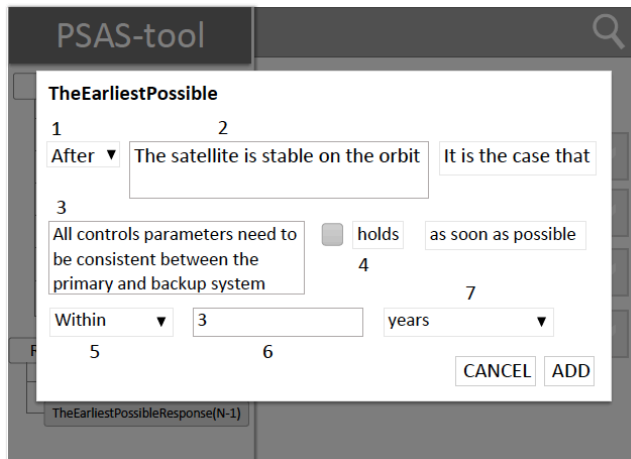 PSAS-tool
TheEarliestPossible
1 2
After ▼ The satellite is stable on the orbit It is the case that
3
All controls parameters need to holds as soon as possible
be consistent between the
4
primary and backup system
7
Within ▼ 3 years ▼
5 6
CANCEL ADD
R
TheEarliestPossibleResponse(N-1)